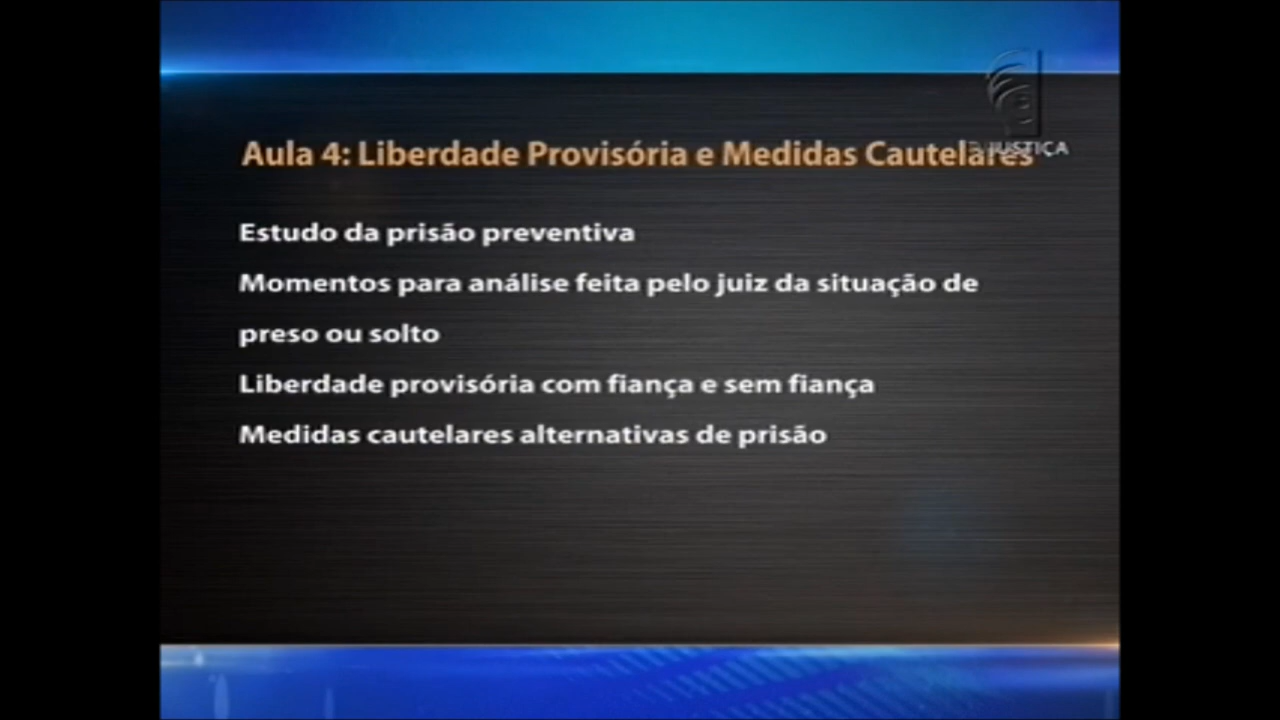 Aula 4: Liberdade Provisória e Medidas Cautelares
JUSTIÇA
Estudo da prisão preventiva
Momentos para análise feita pelo juiz da situação de
preso ou solto
Liberdade provisória com fiança e sem fiança
Medidas cautelares alternativas de prisão